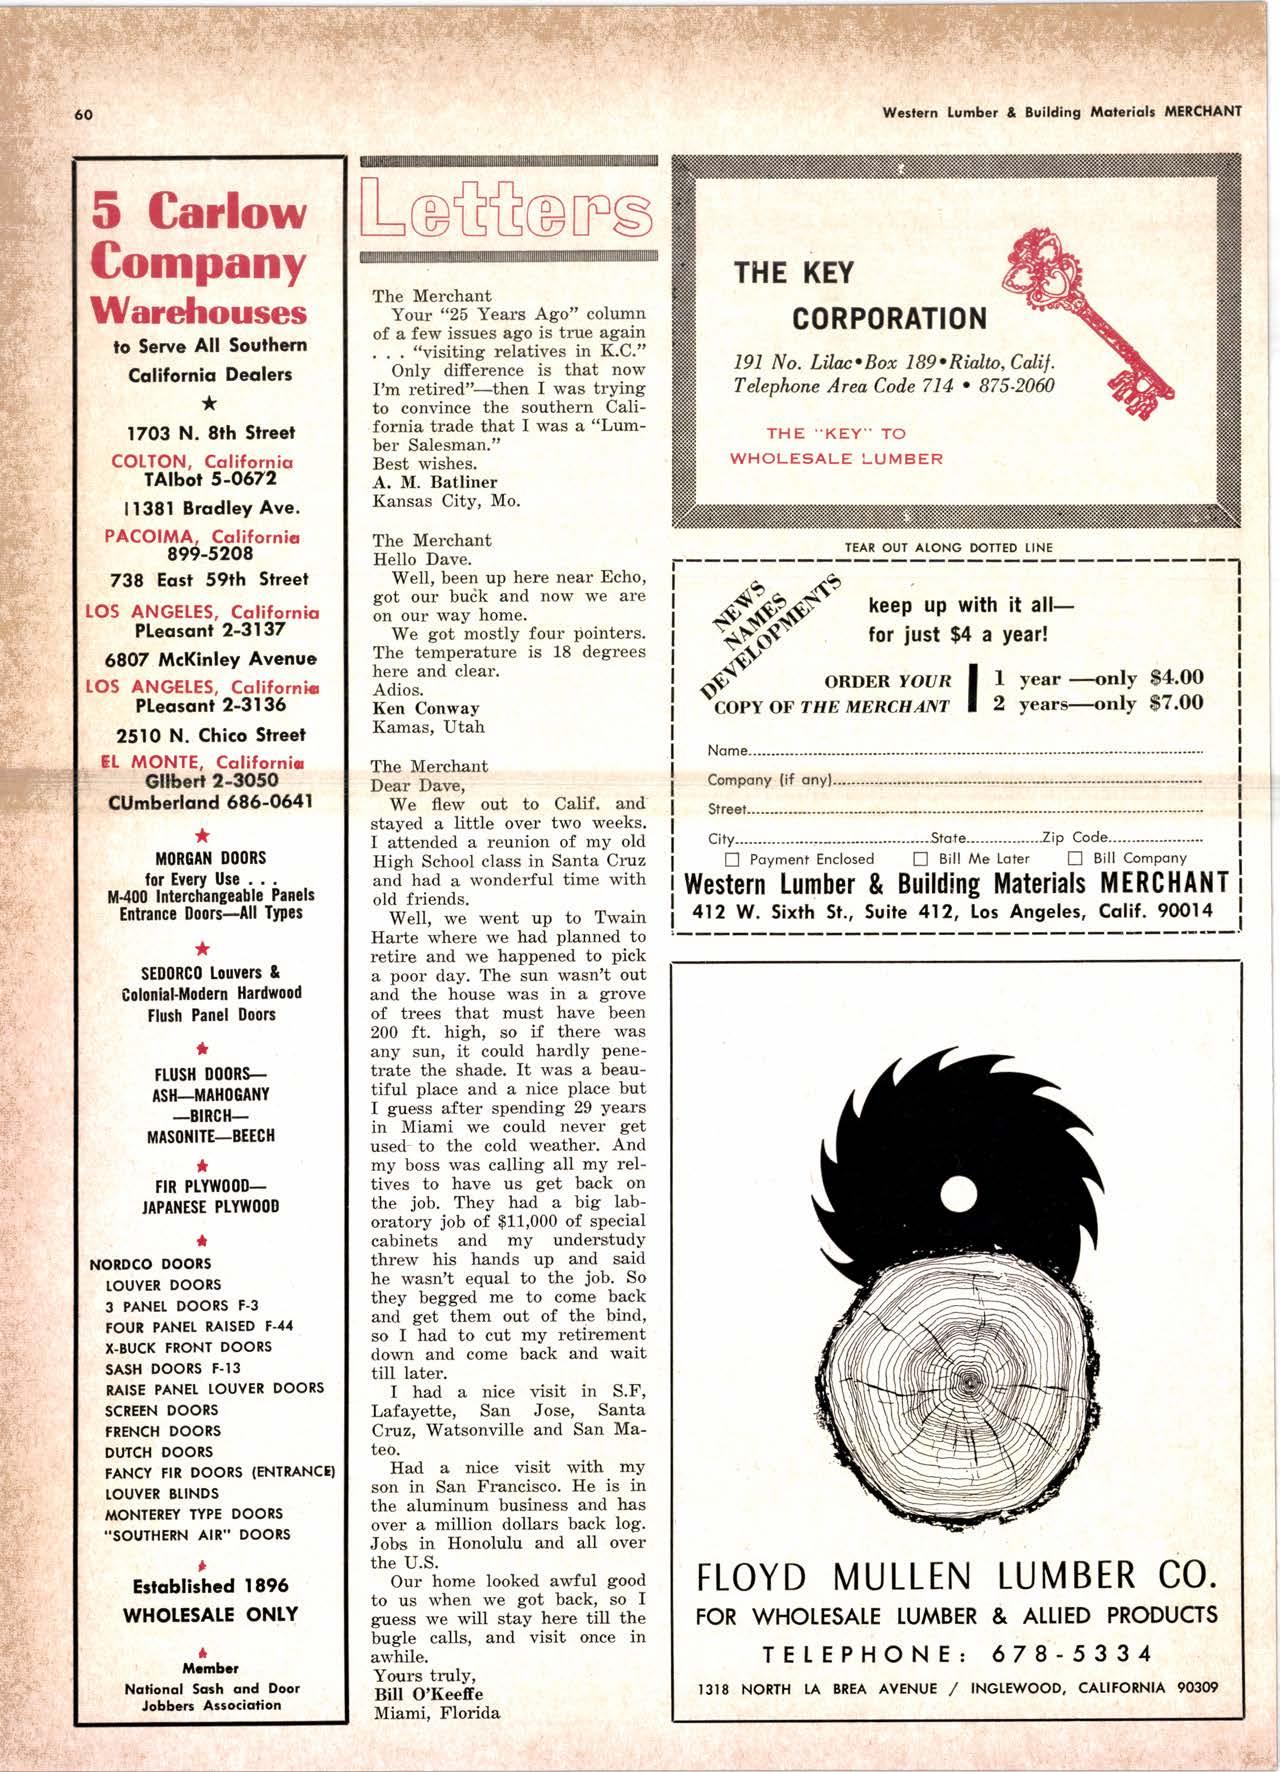 60
Western Lumber & Building Materials MERCHANT
5 Carlow
Company
Warehouses
to Serve All Southern
California Dealers
★
1703 N. 8th Street
COLTON, California
TAlbot 5-0672
11381 Bradley Ave.
PACOIMA, California
899-5208
738 East 59th Street
LOS ANGELES, California
PLeasant 2-3137
6807 McKinley Avenue
LOS ANGELES, California
PLeasant 2-3136
2510 N. Chico Street
EL MONTE, California
GIlbert 2-3050
CUmberland 686-0641
★
MORGAN DOORS
for Every Use . . .
M-400 Interchangeable Panels
Entrance Doors—All Types
★
SEDORCO Louvers &
Colonial-Modern Hardwood
Flush Panel Doors
★
FLUSH DOORS—
ASH—MAHOGANY
—BIRCH—
MASONITE—BEECH
★
FIR PLYWOOD—
JAPANESE PLYWOOD
★
NORDCO DOORS
LOUVER DOORS
3 PANEL DOORS F-3
FOUR PANEL RAISED F-44
X-BUCK FRONT DOORS
SASH DOORS F-13
RAISE PANEL LOUVER DOORS
SCREEN DOORS
FRENCH DOORS
DUTCH DOORS
FANCY FIR DOORS (ENTRANCE)
LOUVER BLINDS
MONTEREY TYPE DOORS
"SOUTHERN AIR" DOORS
★
Established 1896
WHOLESALE ONLY
★
Member
National Sash and Door
Jobbers Association
Letters
The Merchant
Your "25 Years Ago" column
of a few issues ago is true again
. . . "visiting relatives in K.C."
Only difference is that now
I'm retired"—then I was trying
to convince the southern Cali-
fornia trade that I was a "Lum-
ber Salesman."
Best wishes.
A. M. Batliner
Kansas City, Mo.
The Merchant
Hello Dave.
Well, been up here near Echo,
got our buck and now we are
on our way home.
We got mostly four pointers.
The temperature is 18 degrees
here and clear.
Adios.
Ken Conway
Kamas, Utah
The Merchant
Dear Dave,
We flew out to Calif. and
stayed a little over two weeks.
I attended a reunion of my old
High School class in Santa Cruz
and had a wonderful time with
old friends.
Well, we went up to Twain
Harte where we had planned to
retire and we happened to pick
a poor day. The sun wasn't out
and the house was in a grove
of trees that must have been
200 ft. high, so if there was
any sun, it could hardly pene-
trate the shade. It was a beau-
tiful place and a nice place but
I guess after spending 29 years
in Miami we could never get
used to the cold weather. And
my boss was calling all my rel-
tives to have us get back on
the job. They had a big lab-
oratory job of $11,000 of special
cabinets and my understudy
threw his hands up and said
he wasn't equal to the job. So
they begged me to come back
and get them out of the bind,
so I had to cut my retirement
down and come back and wait
till later.
I had a nice visit in S.F,
Lafayette, San Jose, Santa
Cruz, Watsonville and San Ma-
teo.
Had a nice visit with my
son in San Francisco. He is in
the aluminum business and has
over a million dollars back log.
Jobs in Honolulu and all over
the U.S.
Our home looked awful good
to us when we got back, so I
guess we will stay here till the
bugle calls, and visit once in
awhile.
Yours truly,
Bill O'Keeffe
Miami, Florida
THE KEY
CORPORATION
191 No. Lilac•Box 189•Rialto, Calif.
Telephone Area Code 714 • 875-2060
THE "KEY" TO
WHOLESALE LUMBER
TEAR OUT ALONG DOTTED LINE
NEWS
NAMES
DEVELOPMENTS
keep up with it all—
for just $4 a year!
ORDER YOUR
COPY OF THE MERCHANT
1 year —only $4.00
2 years—only $7.00
Name
Company (if any)
Street
City State Zip Code
☐ Payment Enclosed ☐ Bill Me Later ☐ Bill Company
Western Lumber & Building Materials MERCHANT
412 W. Sixth St., Suite 412, Los Angeles, Calif. 90014
FLOYD MULLEN LUMBER CO.
FOR WHOLESALE LUMBER & ALLIED PRODUCTS
TELEPHONE: 678-5334
1318 NORTH LA BREA AVENUE / INGLEWOOD, CALIFORNIA 90309